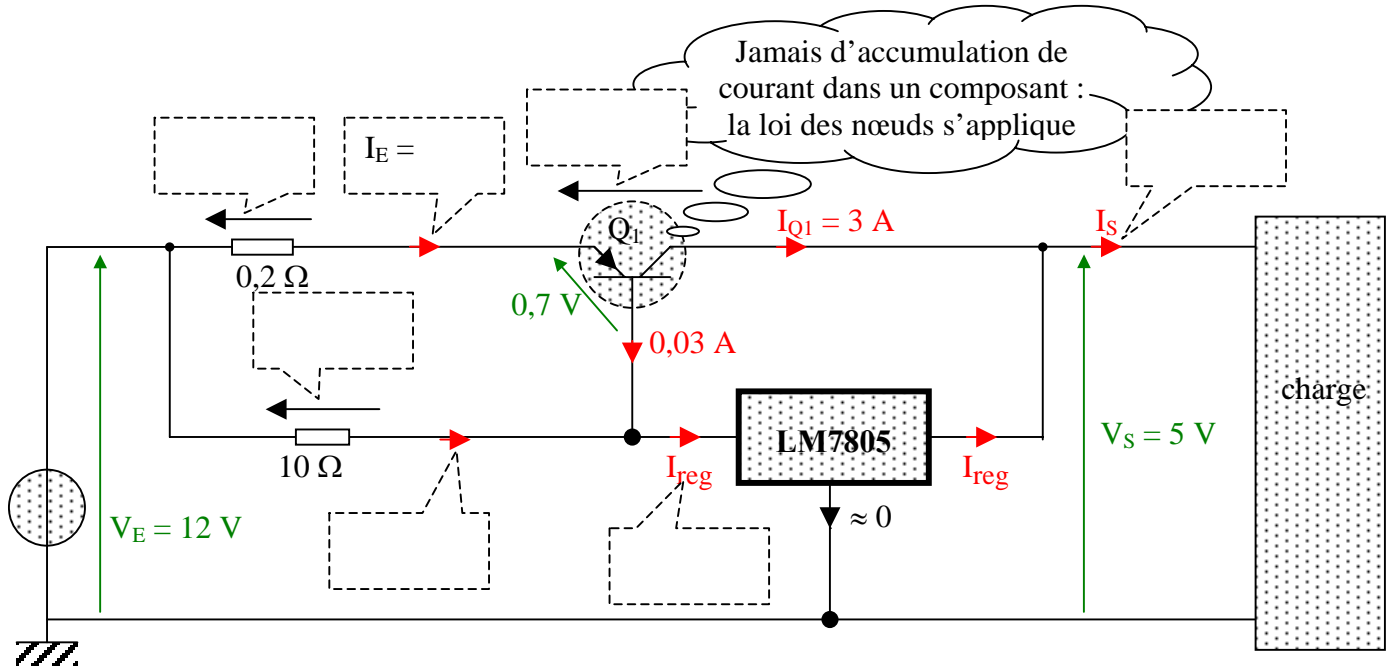 Jamais d’accumulation de
courant dans un composant :
la loi des nœuds s’applique
I_E =
Q_1
I_Q1 = 3 A
I_S
0,2 Ω
0,7 V
0,03 A
charge
LM7805
V_S = 5 V
10 Ω
I_reg
I_reg
V_E = 12 V
≈ 0